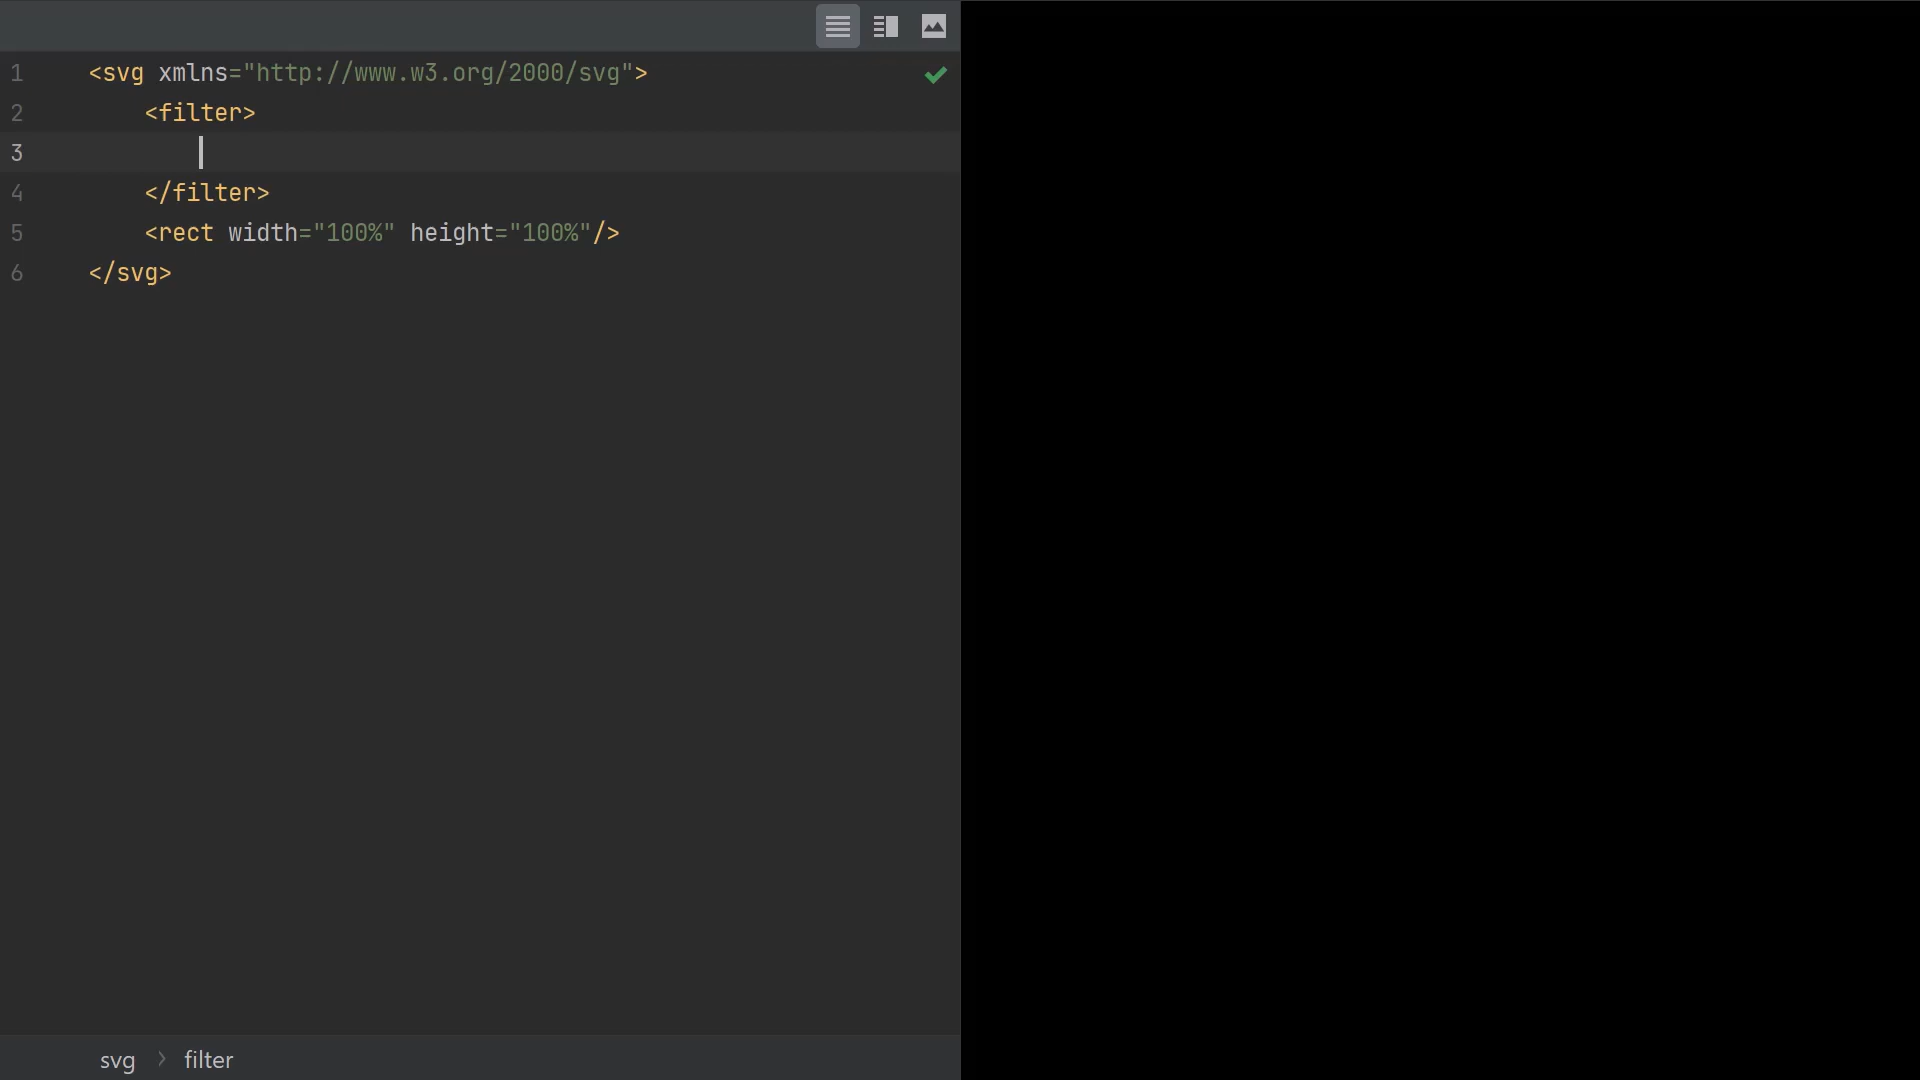 1 <svg xmlns="http://www.w3.org/2000/svg">
2 <filter>
3
4 </filter>
5 <rect width="100%" height="100%"/>
6 </svg>
svg > filter